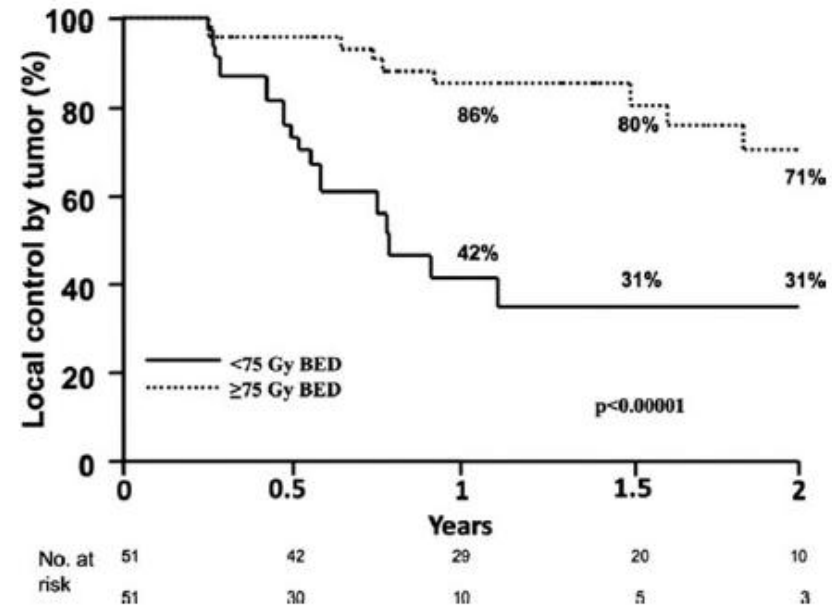 Local control by tumor (%)
100
80
60
40
20
0
86%
80%
71%
42%
31%
31%
<75 Gy BED
≥75 Gy BED
p<0.00001
0 0.5 1 1.5 2
Years
No. at risk
51 42 29 20 10
51 30 10 5 3